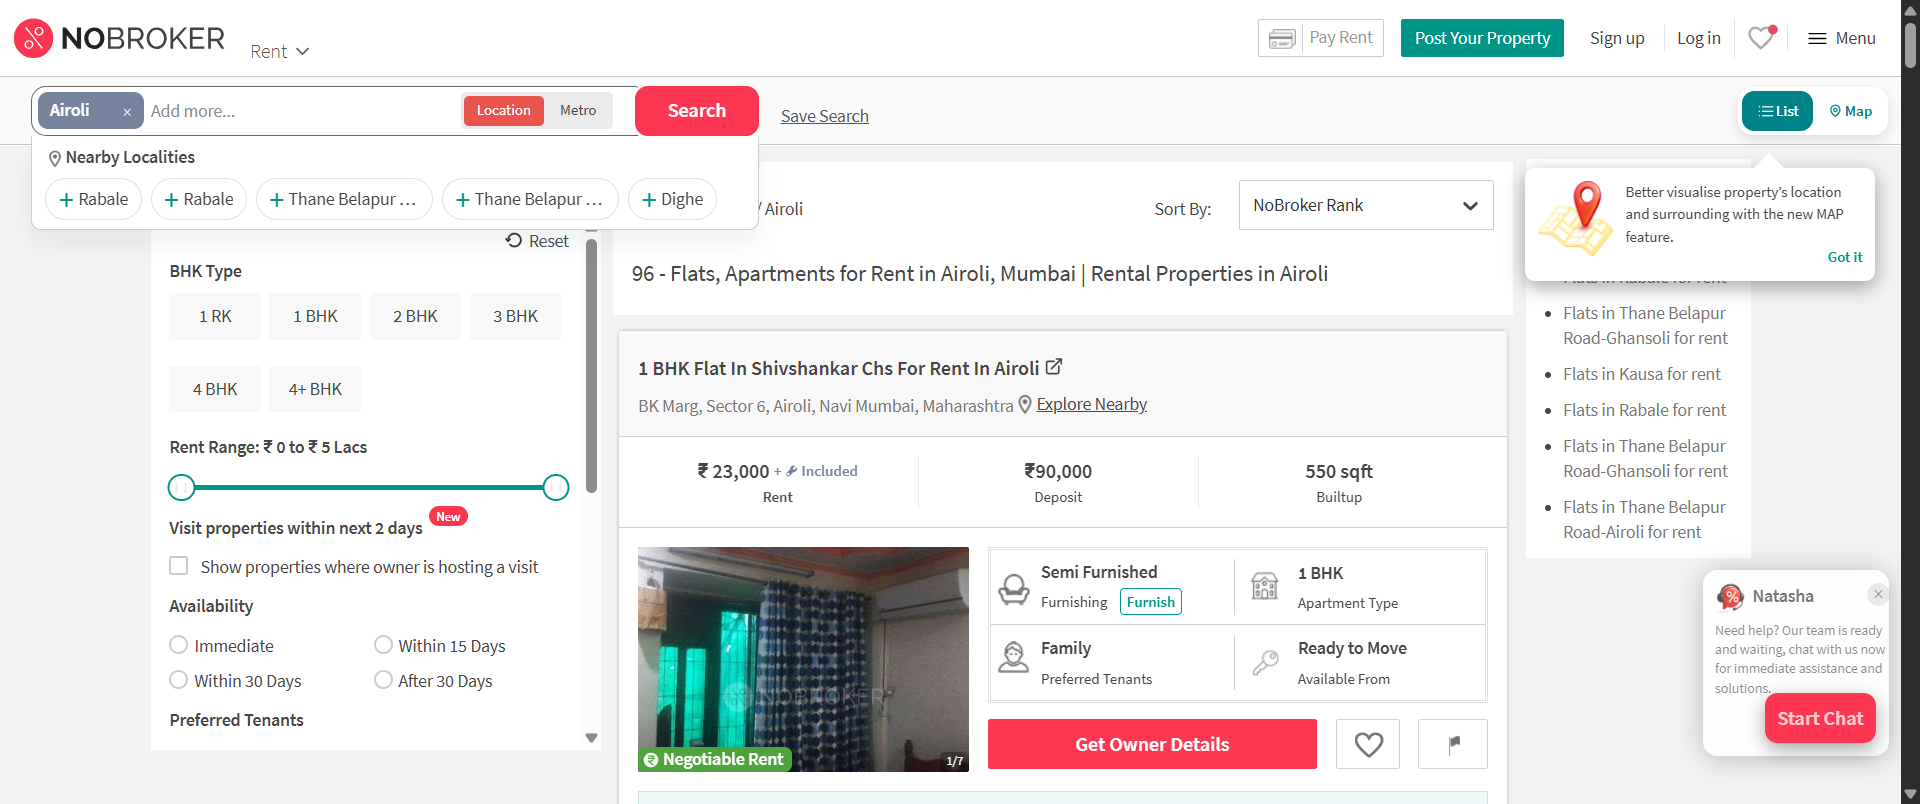 NOBROKER
Rent
Pay Rent
Post Your Property
Sign up
Log in
Menu
Airoli ×
Add more...
Location
Metro
Search
Save Search
List
Map
Nearby Localities
+ Rabale
+ Rabale
+ Thane Belapur ...
+ Thane Belapur ...
+ Dighe
Reset
BHK Type
1 RK
1 BHK
2 BHK
3 BHK
4 BHK
4+ BHK
Rent Range: ₹ 0 to ₹ 5 Lacs
Visit properties within next 2 days
New
Show properties where owner is hosting a visit
Availability
Immediate
Within 15 Days
Within 30 Days
After 30 Days
Preferred Tenants
/ Airoli
Sort By:
NoBroker Rank
96 - Flats, Apartments for Rent in Airoli, Mumbai | Rental Properties in Airoli
1 BHK Flat In Shivshankar Chs For Rent In Airoli
BK Marg, Sector 6, Airoli, Navi Mumbai, Maharashtra
Explore Nearby
₹ 23,000 + Included
Rent
₹90,000
Deposit
550 sqft
Builtup
NOBROKER
Negotiable Rent
1/7
Semi Furnished
Furnishing
Furnish
1 BHK
Apartment Type
Family
Preferred Tenants
Ready to Move
Available From
Get Owner Details
Better visualise property's location
and surrounding with the new MAP
feature.
Got it
Flats in Rabale for rent
Flats in Thane Belapur
Road-Ghansoli for rent
Flats in Kausa for rent
Flats in Rabale for rent
Flats in Thane Belapur
Road-Ghansoli for rent
Flats in Thane Belapur
Road-Airoli for rent
Natasha
Need help? Our team is ready
and waiting, chat with us now
for immediate assistance and
solutions.
Start Chat